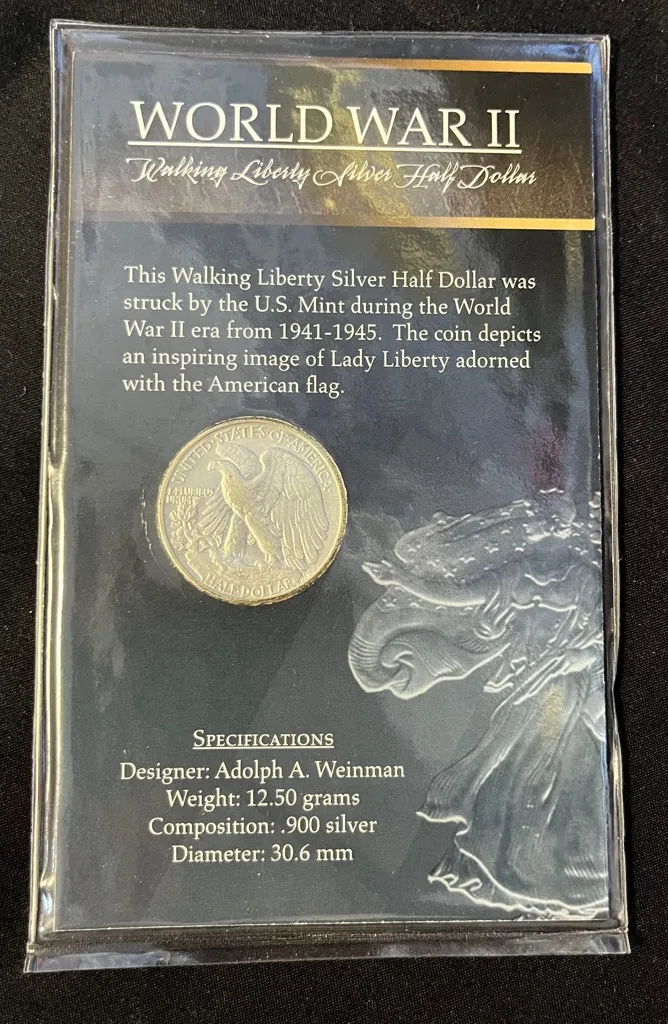 WORLD WAR II
Walking Liberty Silver Half Dollar
This Walking Liberty Silver Half Dollar was
struck by the U.S. Mint during the World
War II era from 1941-1945. The coin depicts
an inspiring image of Lady Liberty adorned
with the American flag.
UNITED·STATES·OF·AMERICA
E·PLURIBUS
UNUM
HALF·DOLLAR
SPECIFICATIONS
Designer: Adolph A. Weinman
Weight: 12.50 grams
Composition: .900 silver
Diameter: 30.6 mm